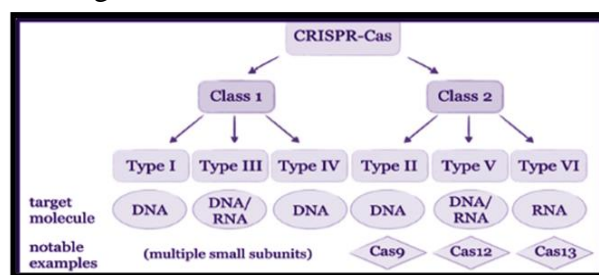 CRISPR-Cas
Class 1 Class 2
Type I Type III Type IV Type II Type V Type VI
target molecule DNA DNA/RNA DNA DNA DNA/RNA RNA
notable examples (multiple small subunits) Cas9 Cas12 Cas13